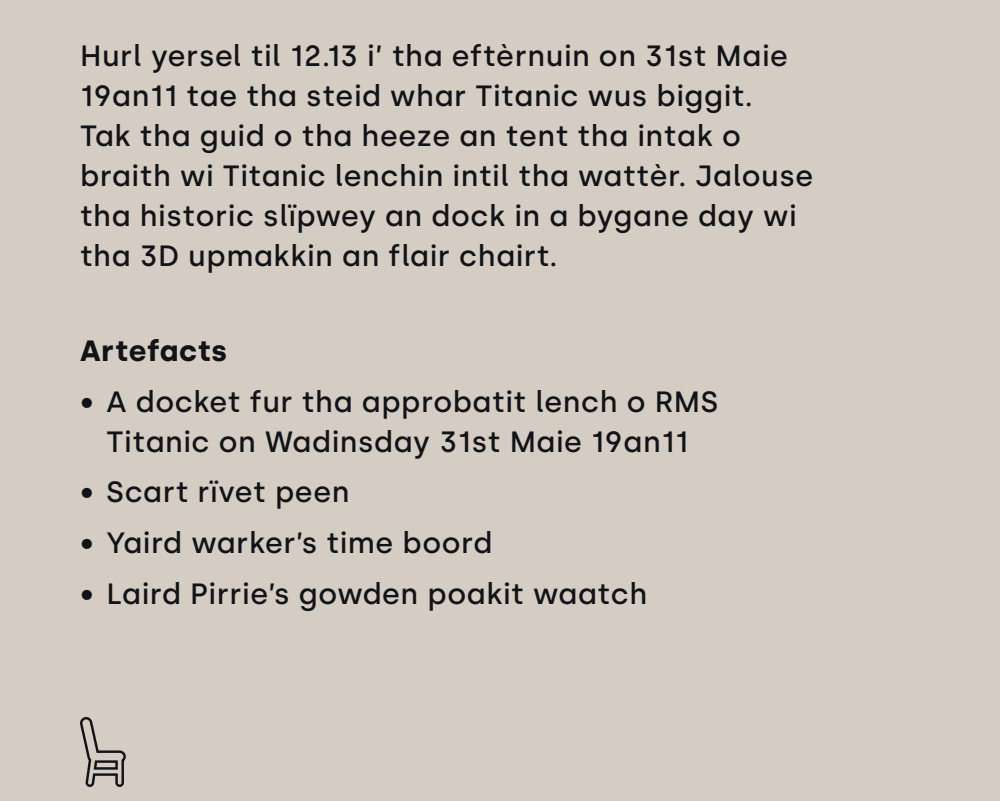 Hurl yersel til 12.13 i’ tha eftèrnuin on 31st Maie
19an11 tae tha steid whar Titanic wus biggit.
Tak tha guid o tha heeze an tent tha intak o
braith wi Titanic lenchin intil tha wattèr. Jalouse
tha historic slïpwey an dock in a bygane day wi
tha 3D upmakkin an flair chairt.
Artefacts
• A docket fur tha approbatit lench o RMS
Titanic on Wadinsday 31st Maie 19an11
• Scart rïvet peen
• Yaird warker’s time boord
• Laird Pirrie’s gowden poakit waatch